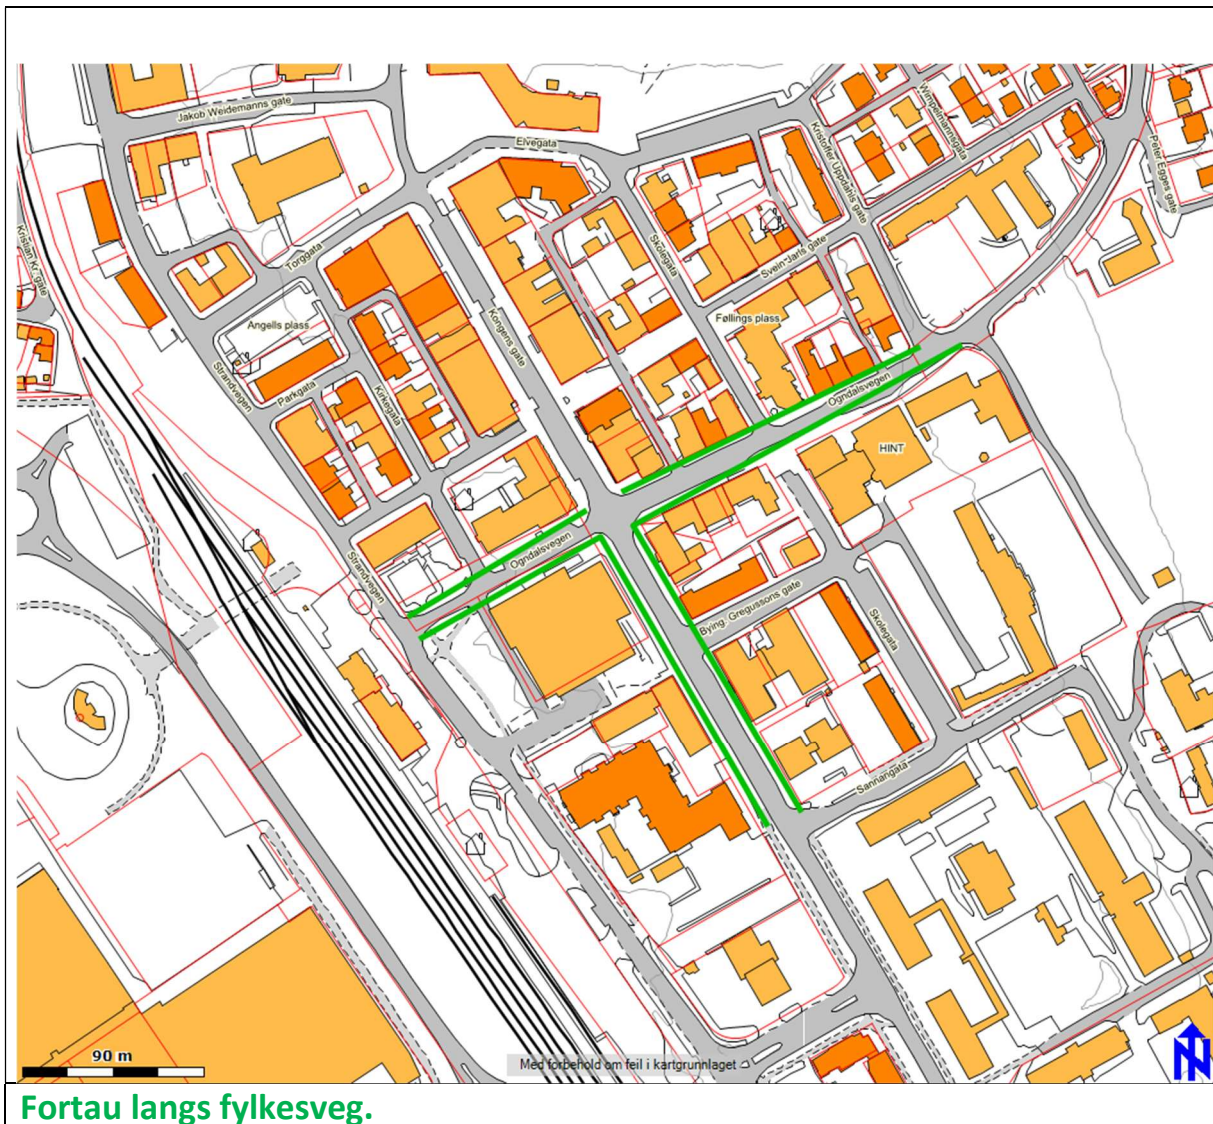 Jakob Weidemanns gate
Elvegata
Wimpelmannsgata
Kristoffer Uppdahls gate
Peter Egges gate
Kristian Kr. gate
Torggata
Skolegata
Svein Jarls gate
Angells plass
Kongens gate
Føllings plass
Strandvegen
Parkgata
Kirkegata
Ogndalsvegen
HINT
Ogndalsvegen
Strandvegen
Bying. Gregussons gate
Skolegata
Sannangata
90 m
Med forbehold om feil i kartgrunnlaget
N
Fortau langs fylkesveg.